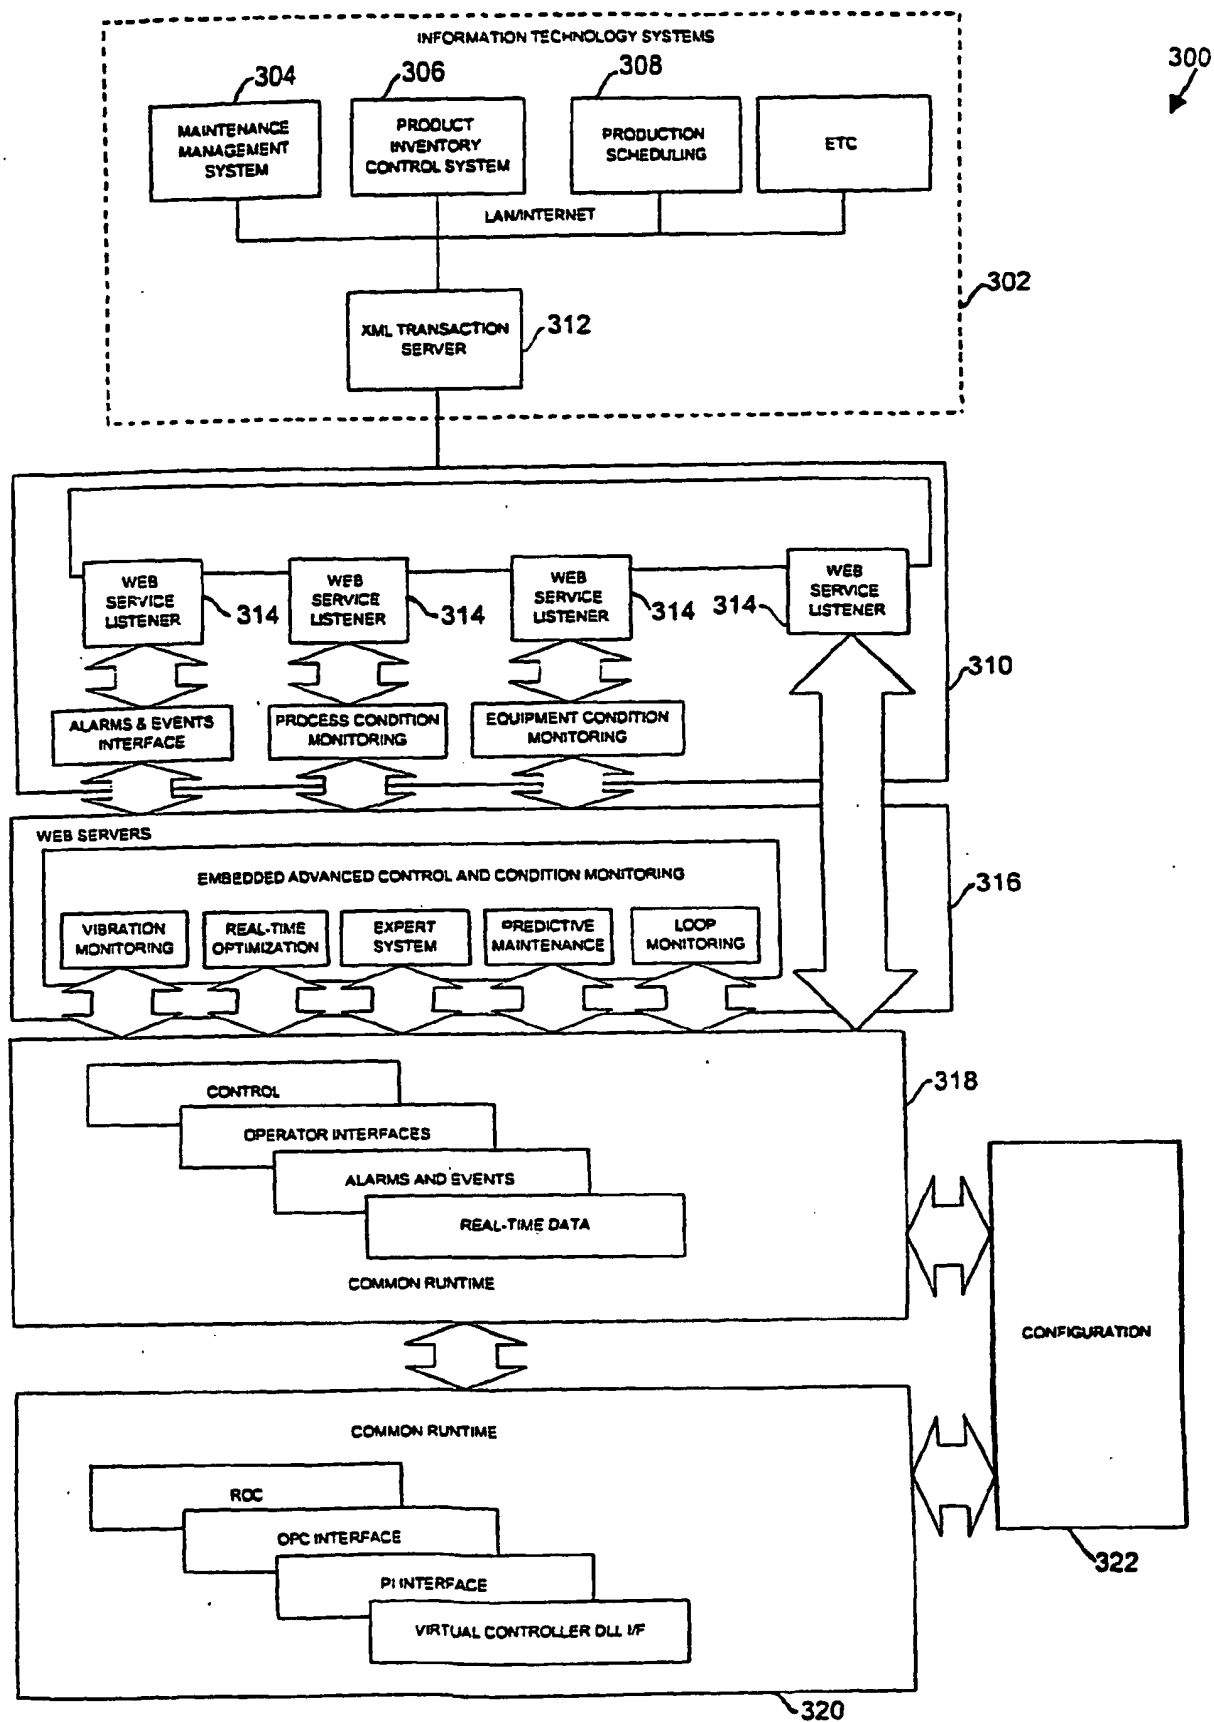 INFORMATION TECHNOLOGY SYSTEMS
300
304
306
308
MAINTENANCE
MANAGEMENT
SYSTEM
PRODUCT
INVENTORY
CONTROL SYSTEM
PRODUCTION
SCHEDULING
ETC
LAN/INTERNET
302
XML TRANSACTION
SERVER
312
WEB
SERVICE
LISTENER
314
WEB
SERVICE
LISTENER
314
WEB
SERVICE
LISTENER
314
314
WEB
SERVICE
LISTENER
310
ALARMS & EVENTS
INTERFACE
PROCESS CONDITION
MONITORING
EQUIPMENT CONDITION
MONITORING
WEB SERVERS
EMBEDDED ADVANCED CONTROL AND CONDITION MONITORING
316
VIBRATION
MONITORING
REAL-TIME
OPTIMIZATION
EXPERT
SYSTEM
PREDICTIVE
MAINTENANCE
LOOP
MONITORING
318
CONTROL
OPERATOR INTERFACES
ALARMS AND EVENTS
REAL-TIME DATA
COMMON RUNTIME
CONFIGURATION
322
COMMON RUNTIME
ROC
OPC INTERFACE
PI INTERFACE
VIRTUAL CONTROLLER DLL I/F
320